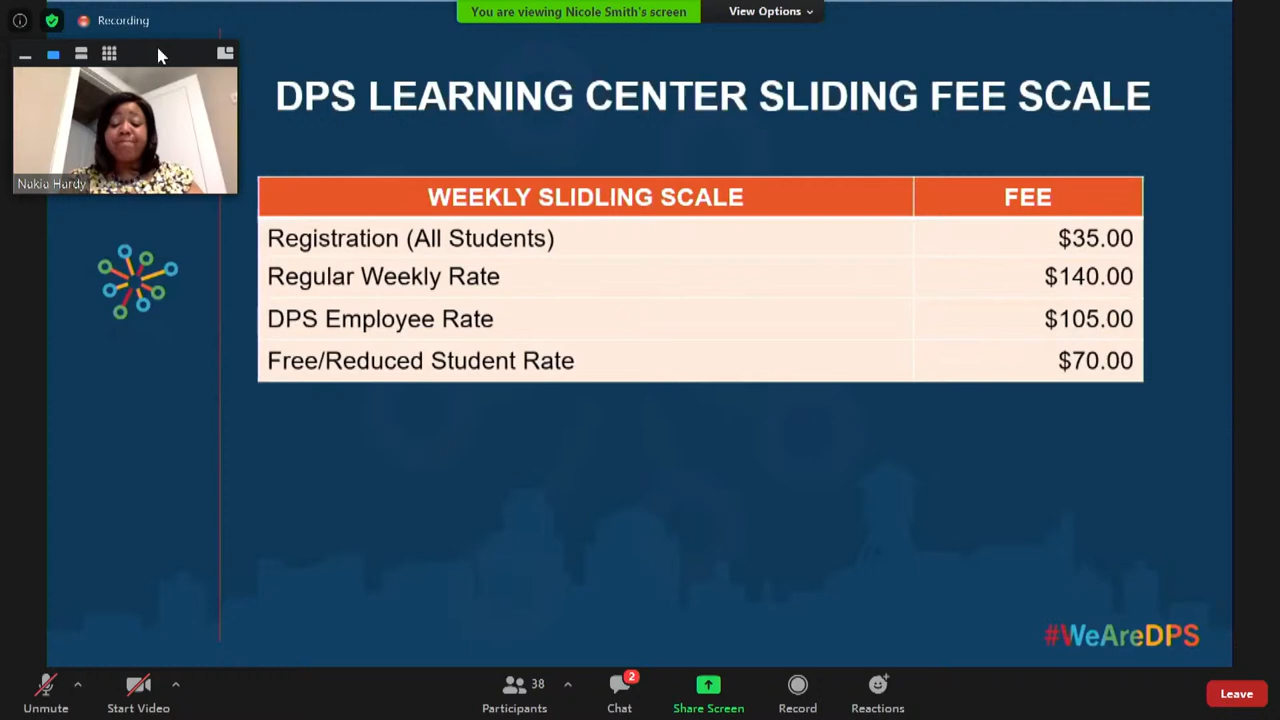 Recording
You are viewing Nicole Smith's screen
View Options
Nakia Hardy
DPS LEARNING CENTER SLIDING FEE SCALE
WEEKLY SLIDLING SCALE FEE
Registration (All Students) $35.00
Regular Weekly Rate $140.00
DPS Employee Rate $105.00
Free/Reduced Student Rate $70.00
#WeAreDPS
Unmute
Start Video
38
Participants
2
Chat
Share Screen
Record
Reactions
Leave